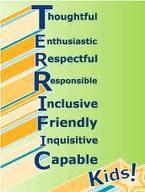 Thoughtful
Enthusiastic
Respectful
Responsible
Inclusive
Friendly
Inquisitive
Capable
Kids!